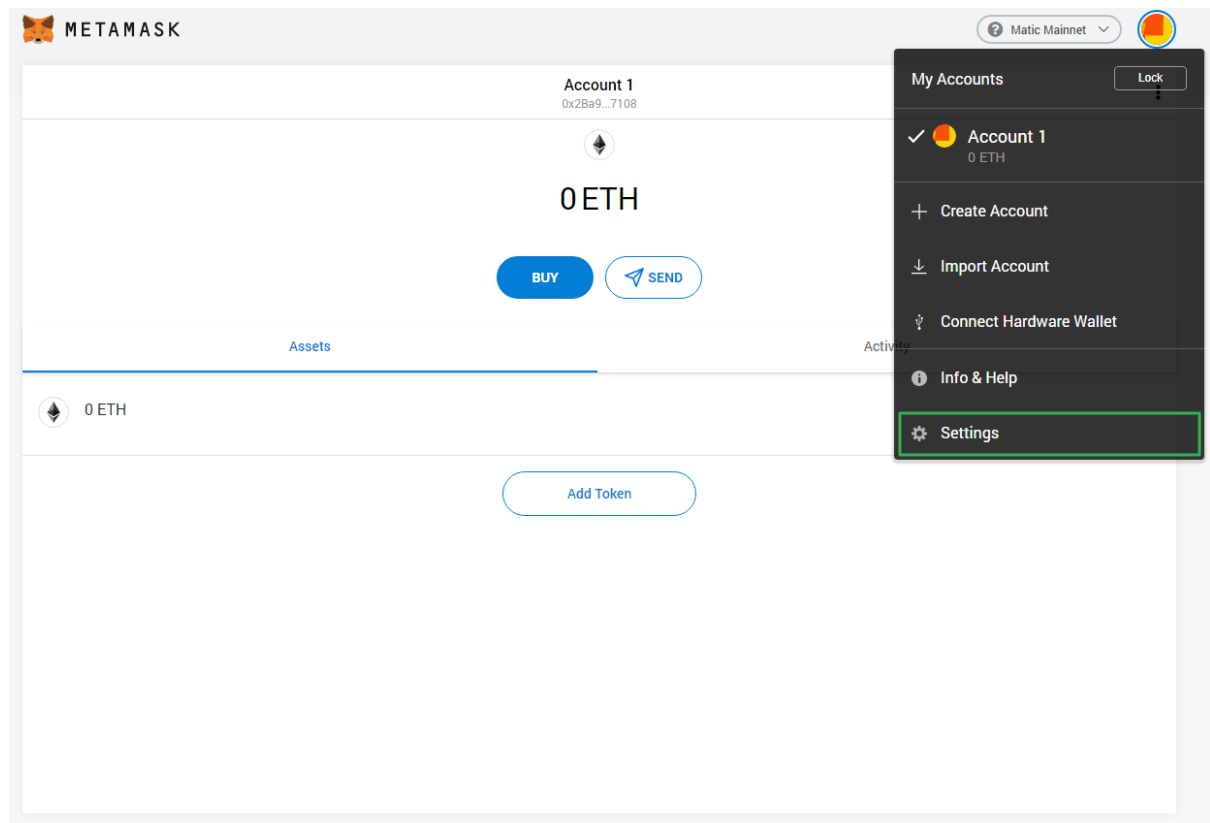 METAMASK
Matic Mainnet
Account 1
0x2Ba9...7108
0 ETH
BUY
SEND
Assets
Activity
0 ETH
Add Token
My Accounts
Lock
Account 1
0 ETH
Create Account
Import Account
Connect Hardware Wallet
Info & Help
Settings